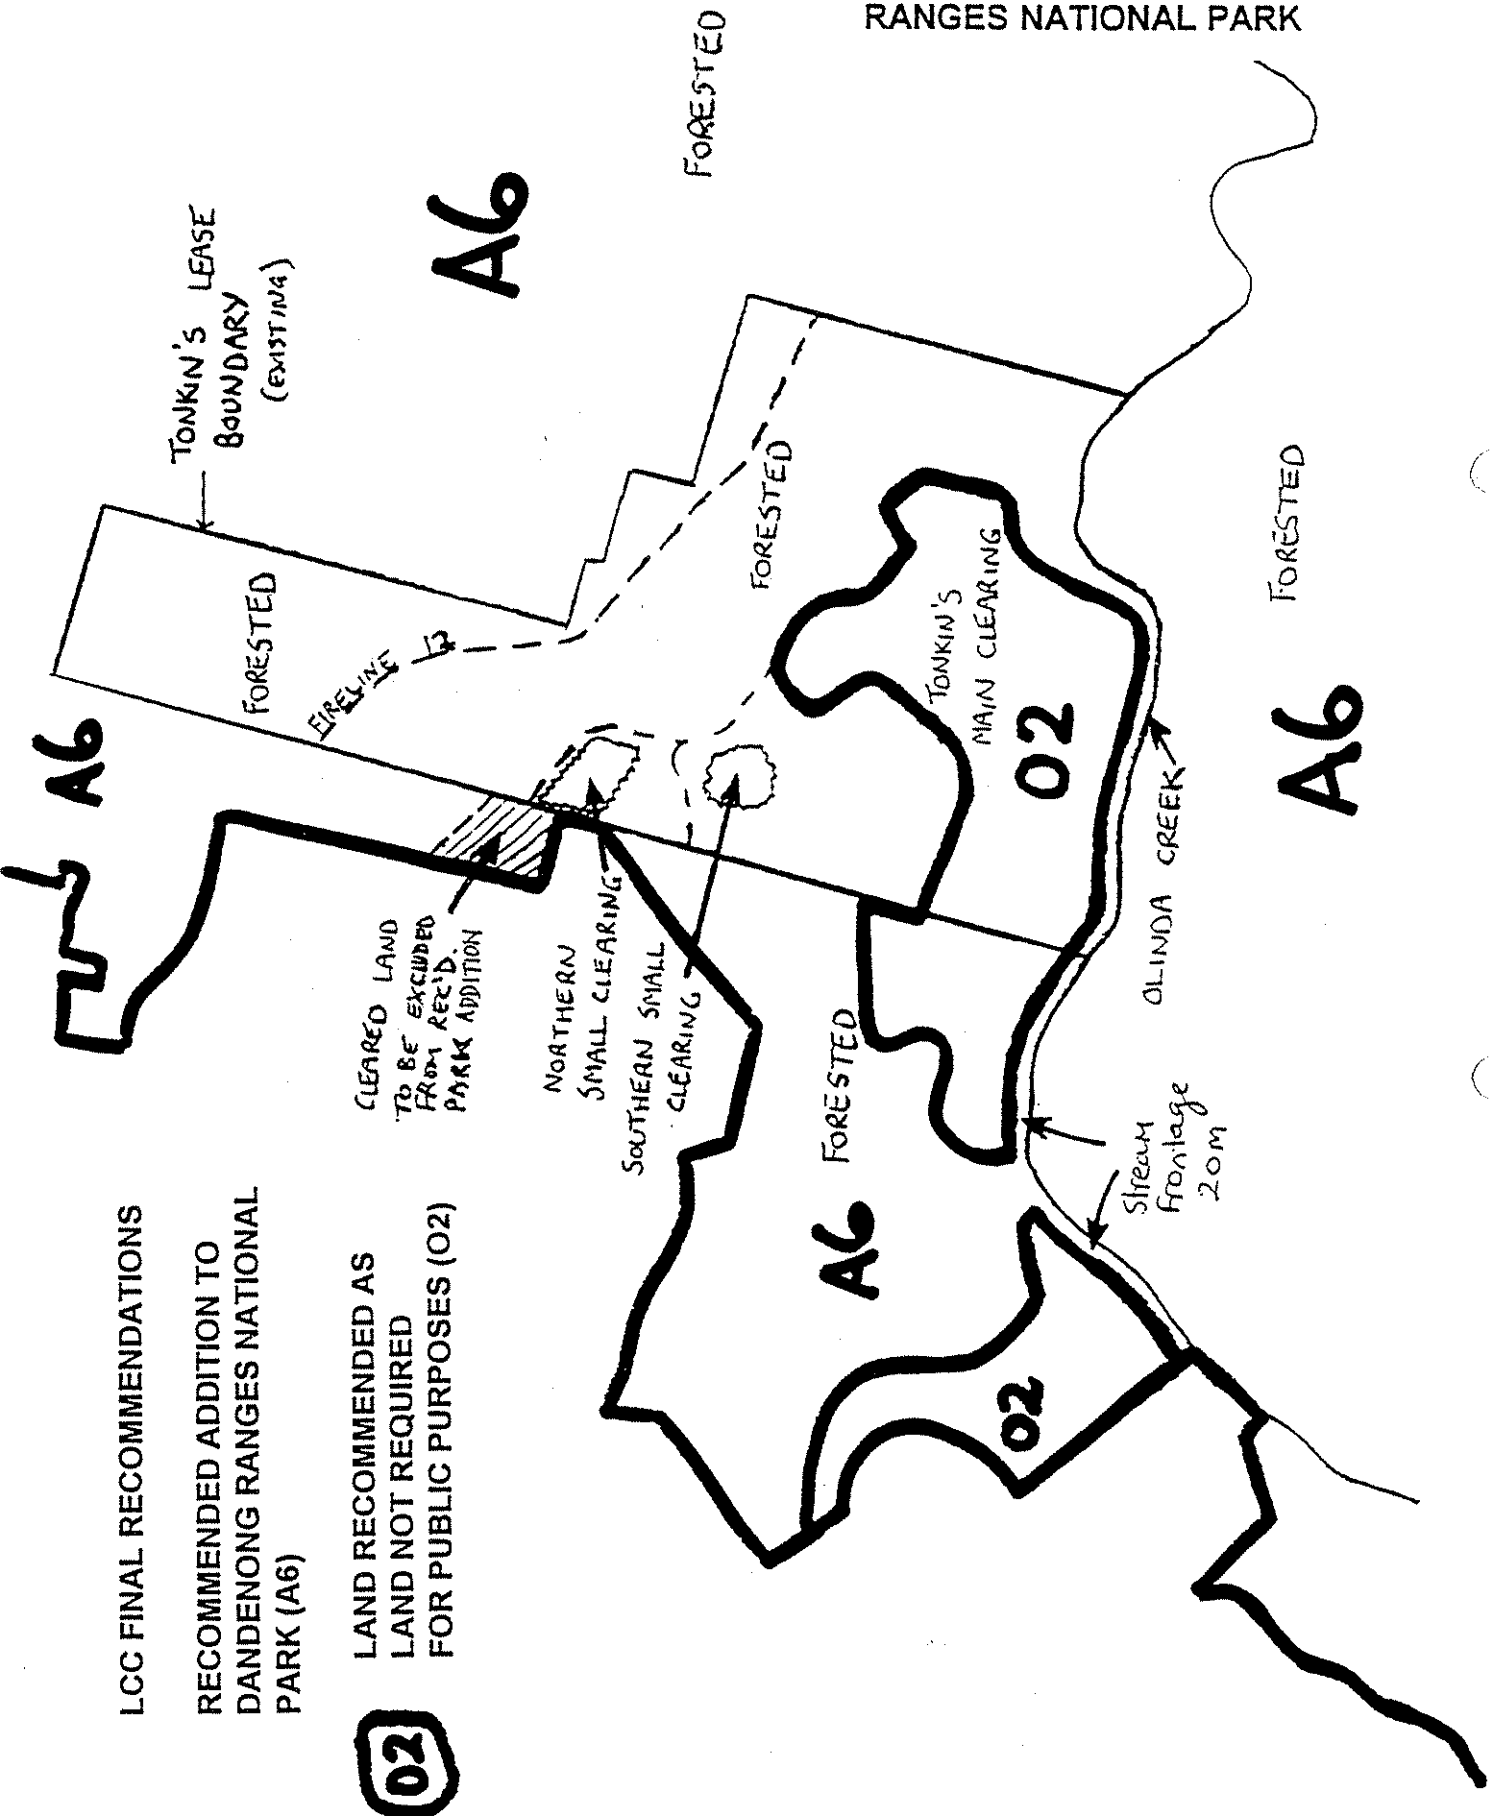 RANGES NATIONAL PARK
LCC FINAL RECOMMENDATIONS
RECOMMENDED ADDITION TO
DANDENONG RANGES NATIONAL
PARK (A6)
O2
LAND RECOMMENDED AS
LAND NOT REQUIRED
FOR PUBLIC PURPOSES (O2)
A6
TONKIN'S LEASE
BOUNDARY
(EXISTING)
A6
FORESTED
FORESTED
FIRELINE 12
CLEARED LAND
TO BE EXCLUDED
FROM REC'D.
PARK ADDITION
NORTHERN
SMALL CLEARING
SOUTHERN SMALL
CLEARING
FORESTED
TONKIN'S
MAIN CLEARING
O2
FORESTED
A6
O2
Stream
Frontage
20m
OLINDA CREEK
FORESTED
A6